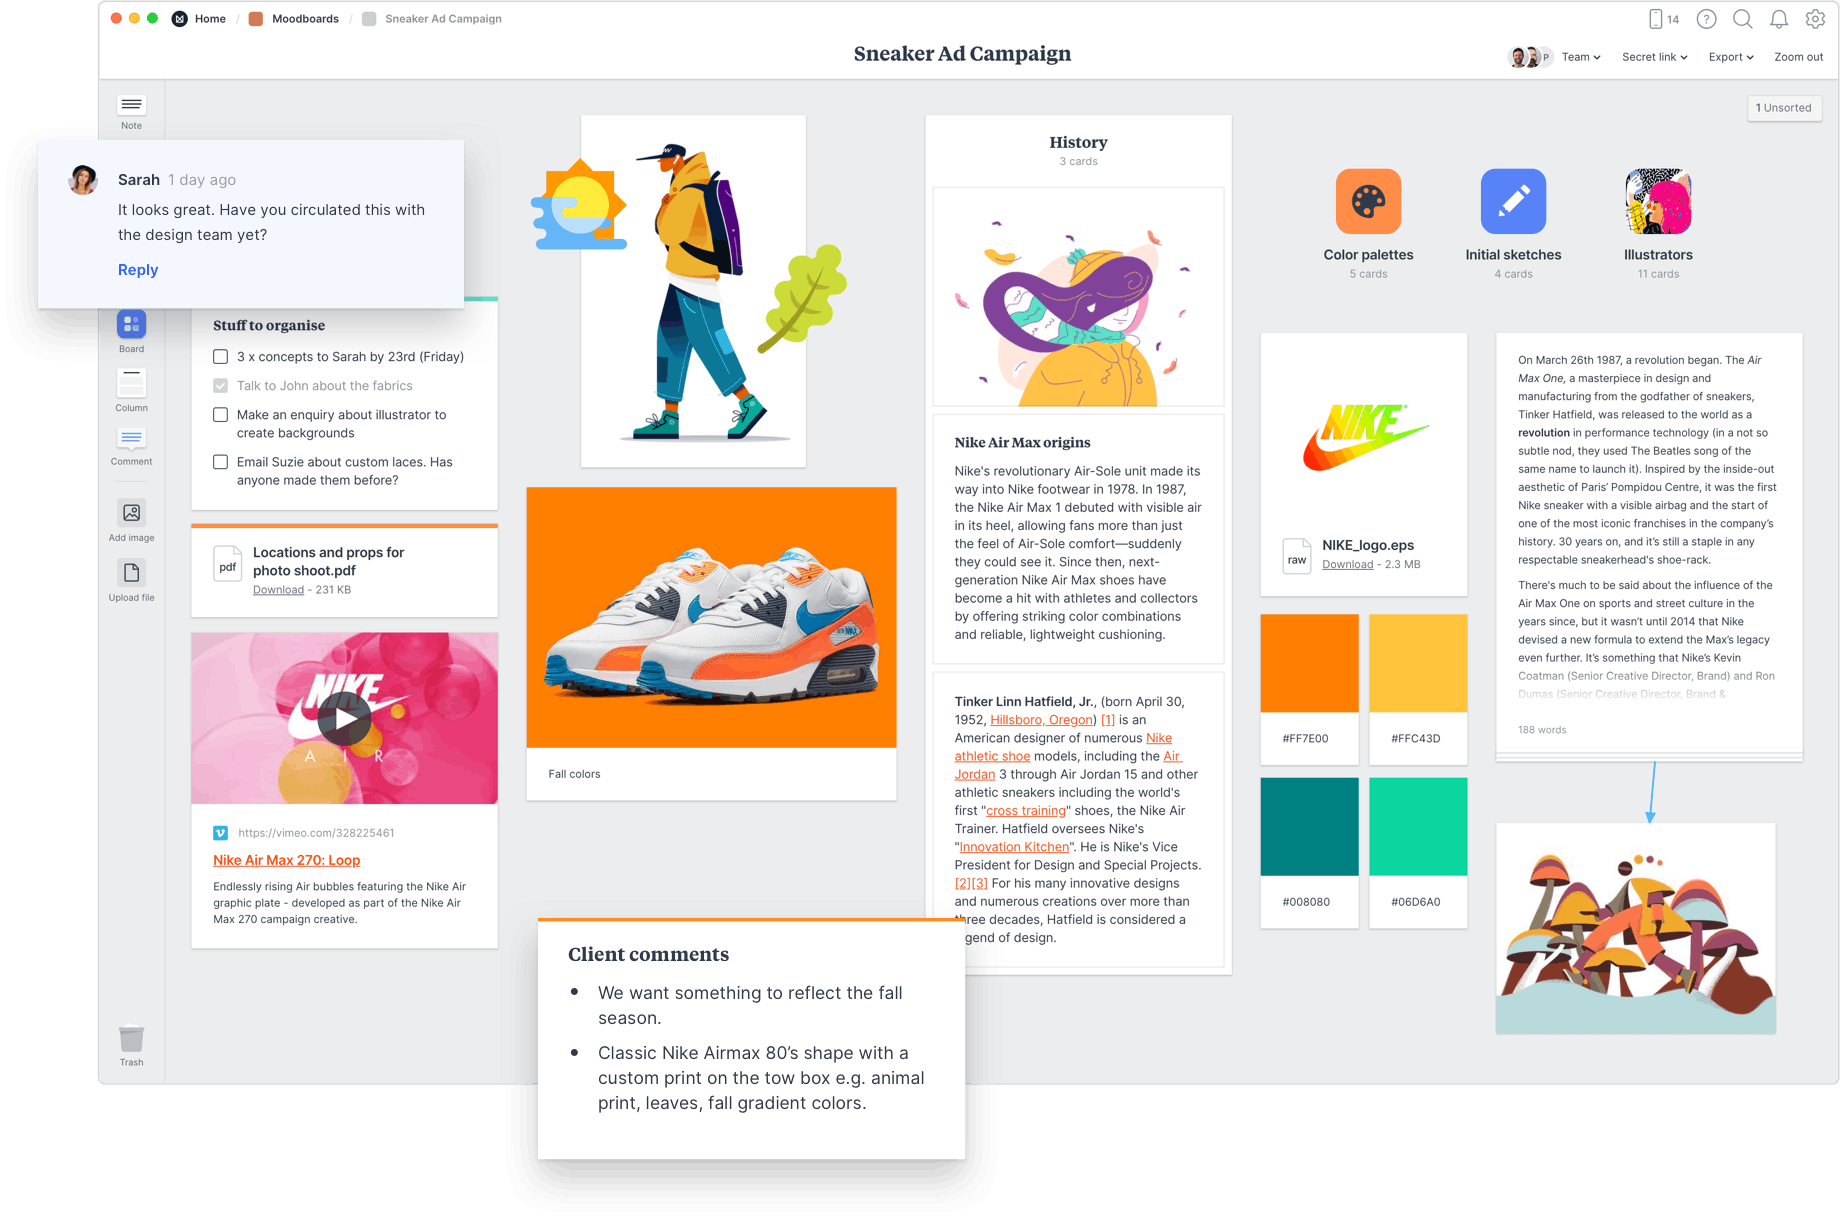 Home / Moodboards / Sneaker Ad Campaign
14
Sneaker Ad Campaign
P Team
Secret link
Export
Zoom out
1 Unsorted
Note
Board
Column
Comment
Add image
Upload file
Trash
Sarah 1 day ago
It looks great. Have you circulated this with
the design team yet?
Reply
Stuff to organise
3 x concepts to Sarah by 23rd (Friday)
Talk to John about the fabrics
Make an enquiry about illustrator to
create backgrounds
Email Suzie about custom laces. Has
anyone made them before?
pdf
Locations and props for
photo shoot.pdf
Download - 231 KB
NIKE
AIR
https://vimeo.com/328225461
Nike Air Max 270: Loop
Endlessly rising Air bubbles featuring the Nike Air
graphic plate - developed as part of the Nike Air
Max 270 campaign creative.
Fall colors
Client comments
• We want something to reflect the fall
season.
• Classic Nike Airmax 80’s shape with a
custom print on the tow box e.g. animal
print, leaves, fall gradient colors.
History
3 cards
Nike Air Max origins
Nike's revolutionary Air-Sole unit made its
way into Nike footwear in 1978. In 1987,
the Nike Air Max 1 debuted with visible air
in its heel, allowing fans more than just
the feel of Air-Sole comfort—suddenly
they could see it. Since then, next-
generation Nike Air Max shoes have
become a hit with athletes and collectors
by offering striking color combinations
and reliable, lightweight cushioning.
Tinker Linn Hatfield, Jr., (born April 30,
1952, Hillsboro, Oregon) [1] is an
American designer of numerous Nike
athletic shoe models, including the Air
Jordan 3 through Air Jordan 15 and other
athletic sneakers including the world's
first "cross training" shoes, the Nike Air
Trainer. Hatfield oversees Nike's
"Innovation Kitchen". He is Nike's Vice
President for Design and Special Projects.
[2][3] For his many innovative designs
and numerous creations over more than
three decades, Hatfield is considered a
gend of design.
Color palettes
5 cards
Initial sketches
4 cards
Illustrators
11 cards
NIKE
raw
NIKE_logo.eps
Download - 2.3 MB
#FF7E00
#FFC43D
#008080
#06D6A0
On March 26th 1987, a revolution began. The Air
Max One, a masterpiece in design and
manufacturing from the godfather of sneakers,
Tinker Hatfield, was released to the world as a
revolution in performance technology (in a not so
subtle nod, they used The Beatles song of the
same name to launch it). Inspired by the inside-out
aesthetic of Paris’ Pompidou Centre, it was the first
Nike sneaker with a visible airbag and the start of
one of the most iconic franchises in the company’s
history. 30 years on, and it’s still a staple in any
respectable sneakerhead's shoe-rack.
There's much to be said about the influence of the
Air Max One on sports and street culture in the
years since, but it wasn’t until 2014 that Nike
devised a new formula to extend the Max’s legacy
even further. It’s something that Nike’s Kevin
Coatman (Senior Creative Director, Brand) and Ron
Dumas (Senior Creative Director, Brand &
188 words